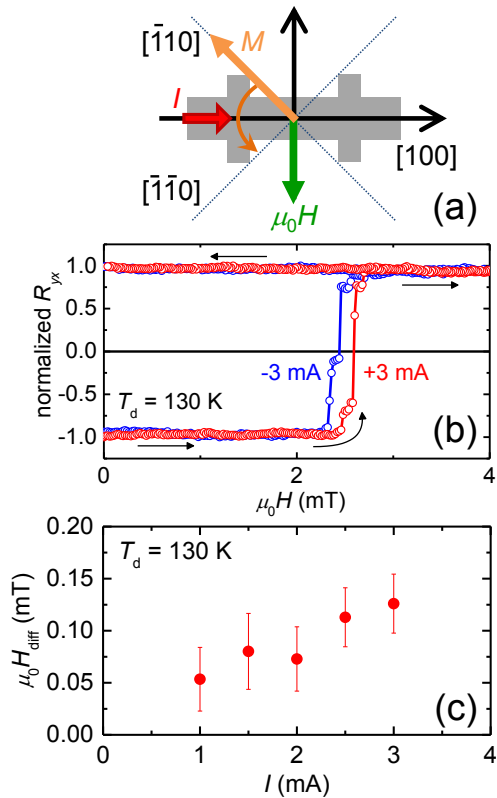 [1̄10]
M
I
[100]
[1̄1̄0]
μ₀H
(a)
normalized Ryx
1.0
0.5
0.0
-0.5
-1.0
-3 mA
+3 mA
Td = 130 K
(b)
0
2
4
μ₀H (mT)
μ₀Hdiff (mT)
0.20
0.15
0.10
0.05
0.00
Td = 130 K
(c)
0
1
2
3
4
I (mA)